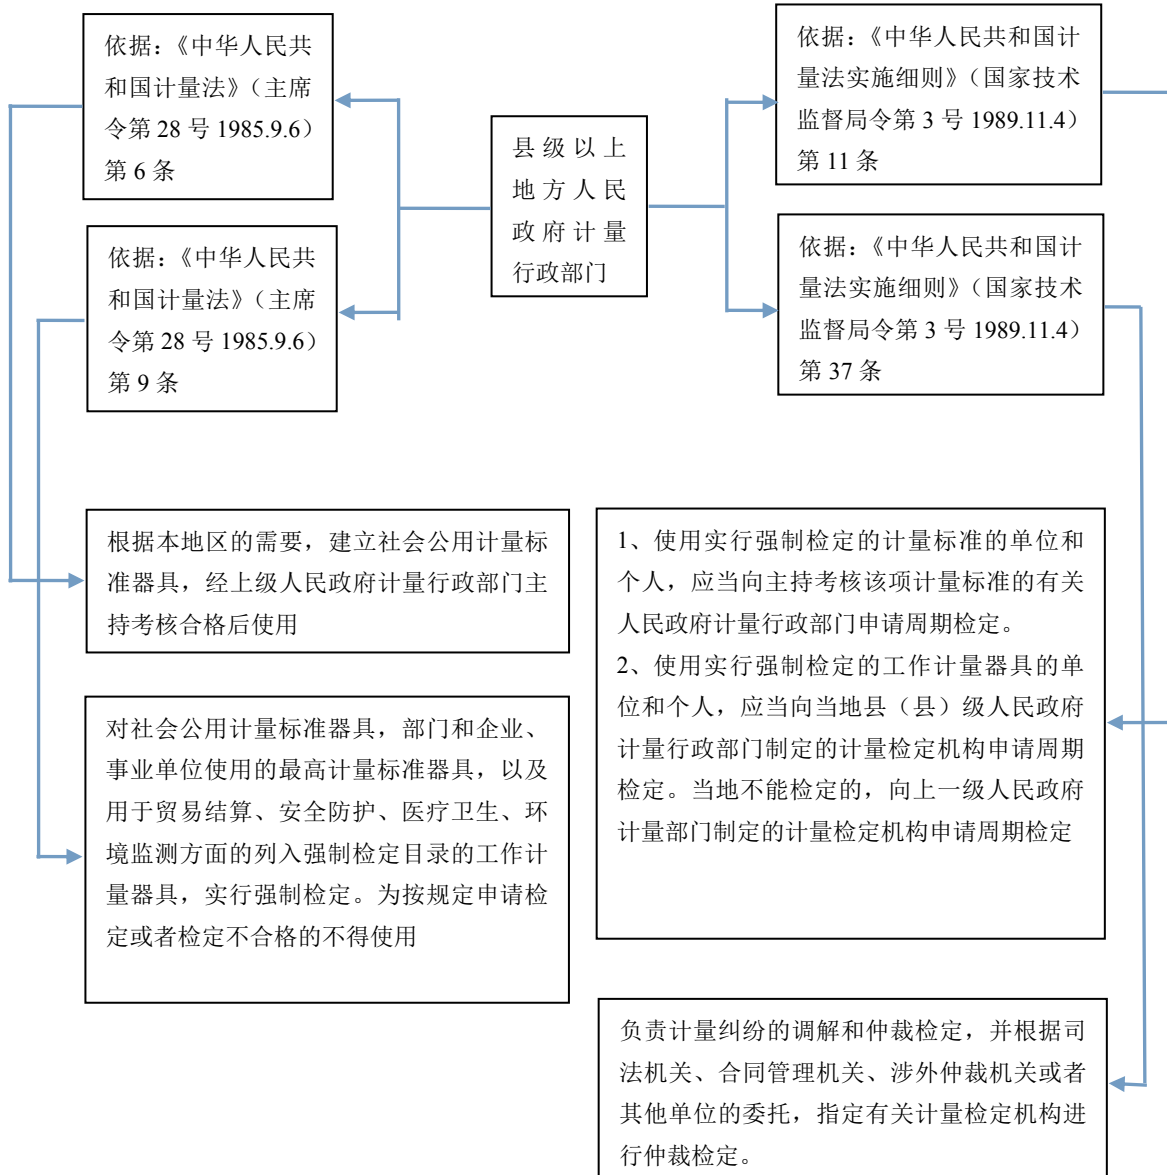 依据：《中华人民共
和国计量法》（主席
令第 28 号 1985.9.6）
第 6 条
依据：《中华人民共和国计
量法实施细则》（国家技术
监督局令第 3 号 1989.11.4）
第 11 条
县级以上
地方人民
政府计量
行政部门
依据：《中华人民共
和国计量法》（主席
令第 28 号 1985.9.6）
第 9 条
依据：《中华人民共和国计
量法实施细则》（国家技术
监督局令第 3 号 1989.11.4）
第 37 条
根据本地区的需要，建立社会公用计量标
准器具，经上级人民政府计量行政部门主
持考核合格后使用
1、使用实行强制检定的计量标准的单位和
个人，应当向主持考核该项计量标准的有关
人民政府计量行政部门申请周期检定。
2、使用实行强制检定的工作计量器具的单
位和个人，应当向当地县（县）级人民政府
计量行政部门制定的计量检定机构申请周期
检定。当地不能检定的，向上一级人民政府
计量部门制定的计量检定机构申请周期检定
对社会公用计量标准器具，部门和企业、
事业单位使用的最高计量标准器具，以及
用于贸易结算、安全防护、医疗卫生、环
境监测方面的列入强制检定目录的工作计
量器具，实行强制检定。为按规定申请检
定或者检定不合格的不得使用
负责计量纠纷的调解和仲裁检定，并根据司
法机关、合同管理机关、涉外仲裁机关或者
其他单位的委托，指定有关计量检定机构进
行仲裁检定。